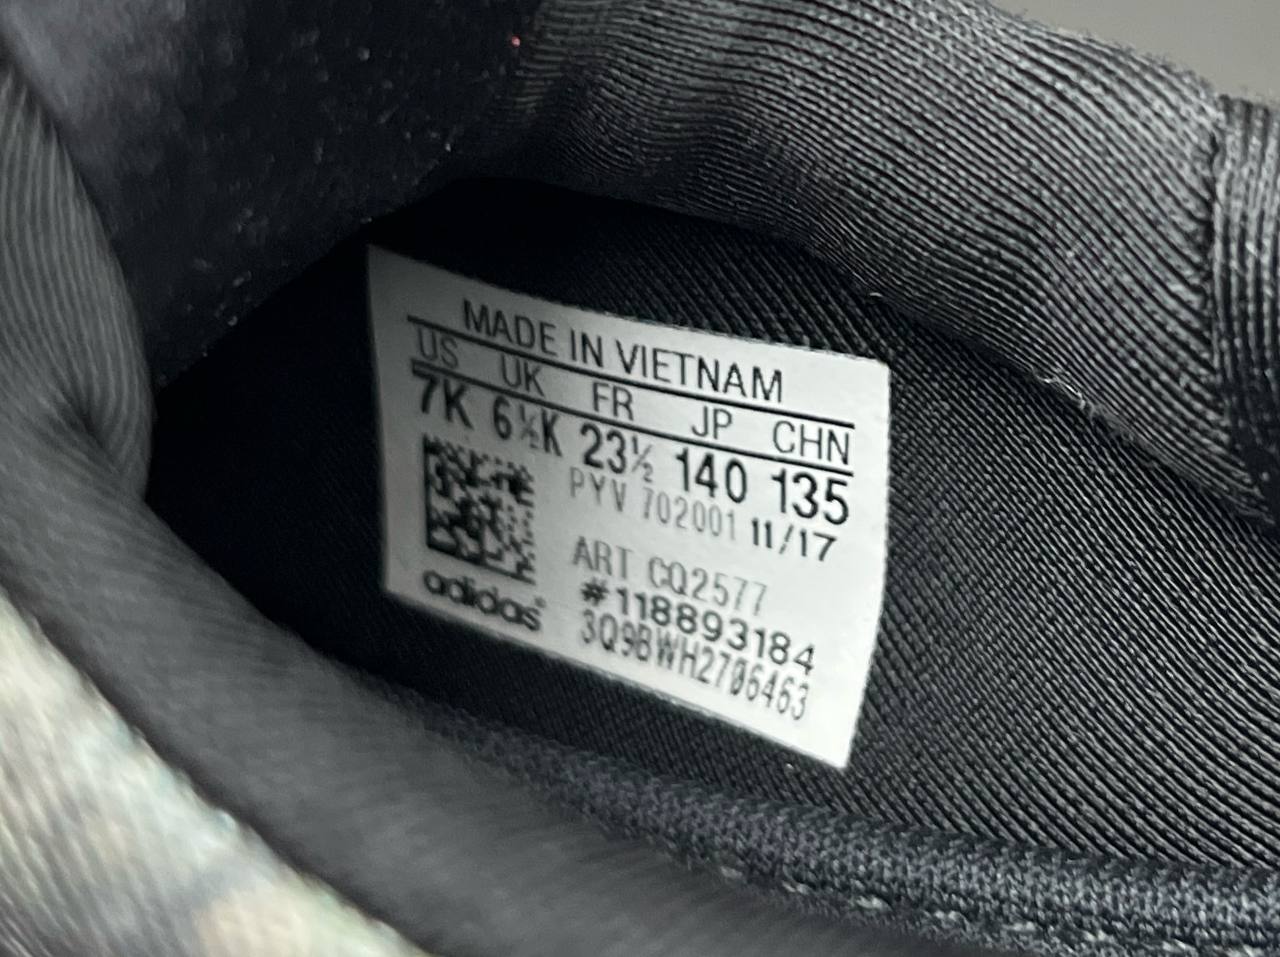 MADE IN VIETNAM
US UK FR JP CHN
7K 6½K 23½ 140 135
PYV 702001 11/17
ART CQ2577
#118893184
3Q9BWH2706463
adidas